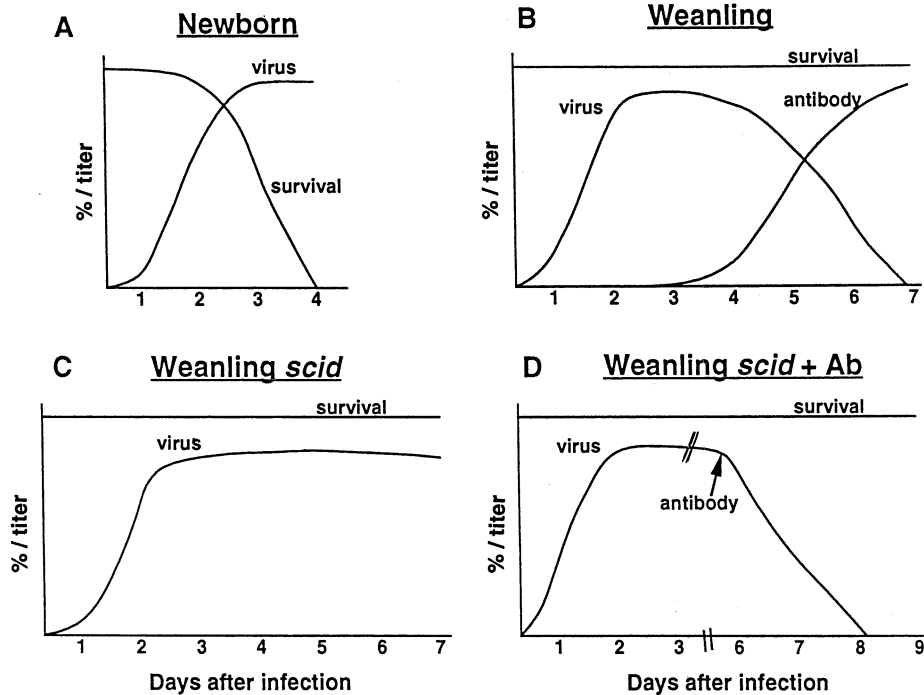 A
Newborn
virus
survival
% / titer
1 2 3 4
B
Weanling
survival
virus
antibody
% / titer
1 2 3 4 5 6 7
C
Weanling scid
survival
virus
% / titer
1 2 3 4 5 6 7
Days after infection
D
Weanling scid + Ab
survival
virus
antibody
% / titer
1 2 3 6 7 8 9
Days after infection